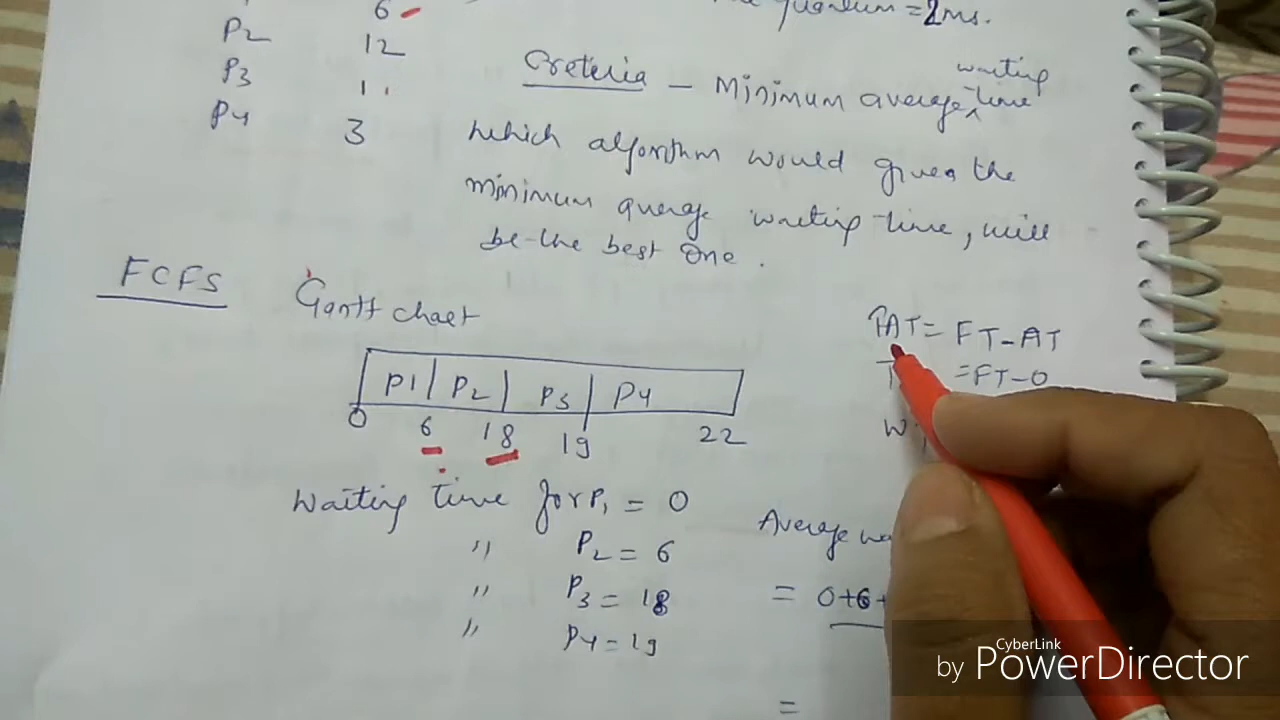 6
quantum = 2ms.
P2 12
P3 1
P4 3
Creteria - Minimum average waiting time
which algorithm would gives the
minimum average waiting time, will
be the best one.
FCFS Gantt chart
TAT = FT - AT
= FT - 0
P1 P2 P3 P4
0 6 18 19 22
Waiting time for P1 = 0
" P2 = 6
" P3 = 18
" P4 = 19
Average
= 0+6+
=
CyberLink
by PowerDirector